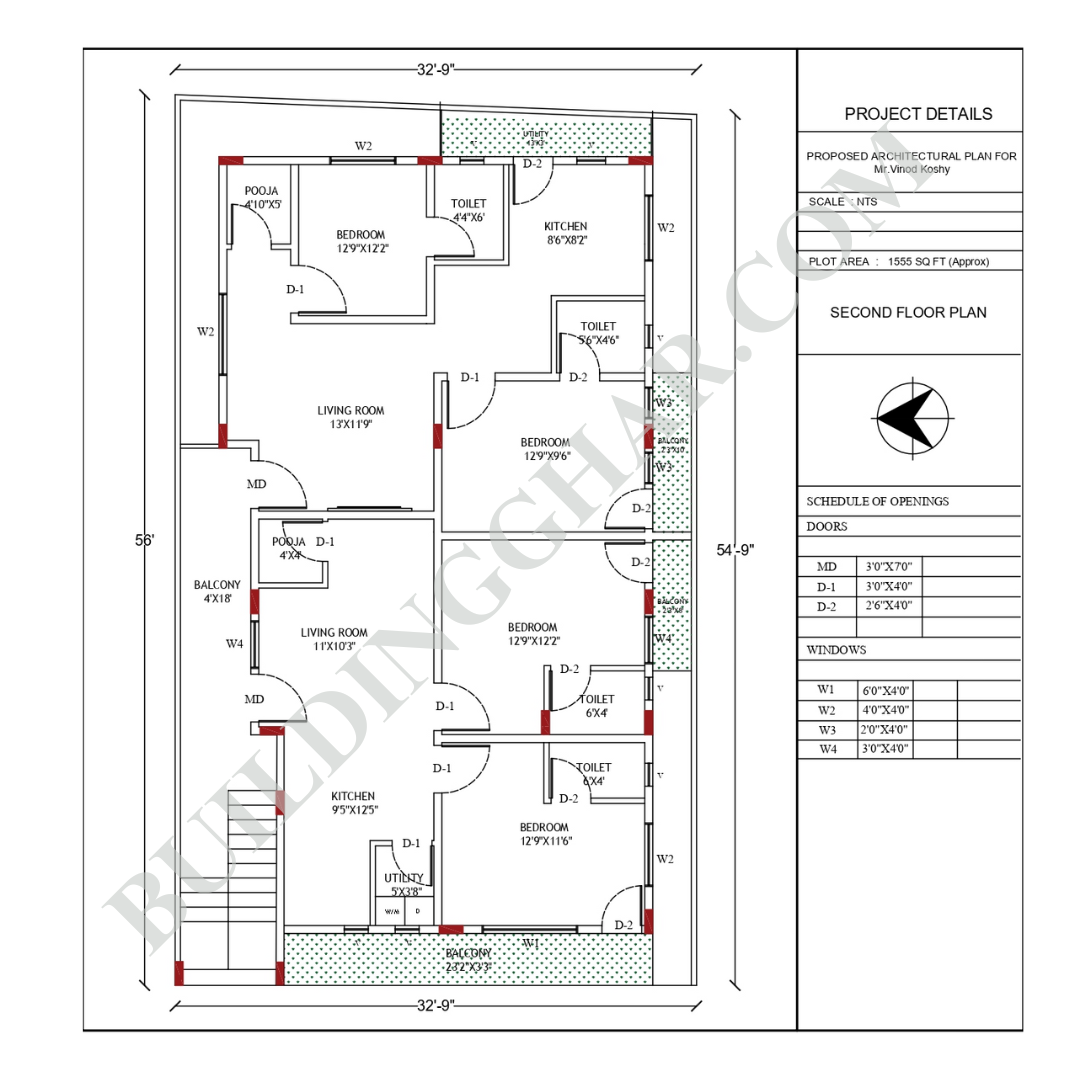 32'-9"
UTILITY
V
V
W2
D-2
POOJA
4'10"X5'
TOILET
4'4"X6'
KITCHEN
8'6"X8'2"
W2
BEDROOM
12'9"X12'2"
D-1
W2
TOILET
5'6"X4'6"
V
D-1
D-2
W3
LIVING ROOM
13'X11'9"
BEDROOM
12'9"X9'6"
BALCONY
W3
MD
D-2
56'
54'-9"
POOJA
4'X4'
D-1
D-2
BALCONY
4'X18'
BALCONY
W4
LIVING ROOM
11'X10'3"
BEDROOM
12'9"X12'2"
W4
D-2
MD
D-1
TOILET
6'X4'
V
D-1
TOILET
6'X4'
V
D-2
KITCHEN
9'5"X12'5"
BEDROOM
12'9"X11'6"
D-1
W2
UTILITY
5'X3'8"
W/M
D
D-2
V
V
W1
BALCONY
23'2"X3'3"
32'-9"
BUILDINGGHAR.COM
PROJECT DETAILS
PROPOSED ARCHITECTURAL PLAN FOR
Mr.Vinod Koshy
SCALE : NTS
PLOT AREA : 1555 SQ FT (Approx)
SECOND FLOOR PLAN
SCHEDULE OF OPENINGS
DOORS
MD 3'0"X7'0"
D-1 3'0"X4'0"
D-2 2'6"X4'0"
WINDOWS
W1 6'0"X4'0"
W2 4'0"X4'0"
W3 2'0"X4'0"
W4 3'0"X4'0"